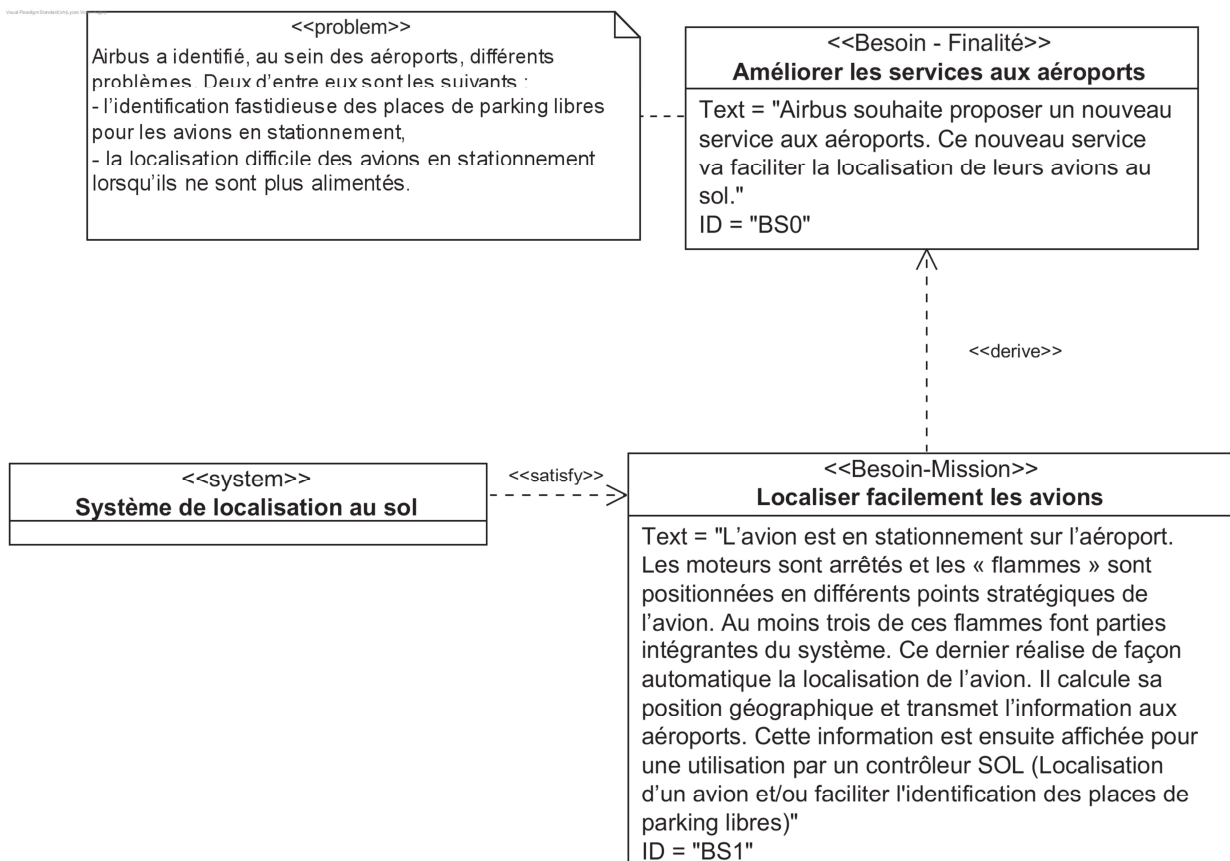 <<problem>>
Airbus a identifié, au sein des aéroports, différents
problèmes. Deux d'entre eux sont les suivants :
- l'identification fastidieuse des places de parking libres
pour les avions en stationnement,
- la localisation difficile des avions en stationnement
lorsqu'ils ne sont plus alimentés.
<<Besoin - Finalité>>
Améliorer les services aux aéroports
Text = "Airbus souhaite proposer un nouveau
service aux aéroports. Ce nouveau service
va faciliter la localisation de leurs avions au
sol."
ID = "BS0"
<<derive>>
<<system>>
Système de localisation au sol
<<satisfy>>
<<Besoin-Mission>>
Localiser facilement les avions
Text = "L'avion est en stationnement sur l'aéroport.
Les moteurs sont arrêtés et les « flammes » sont
positionnées en différents points stratégiques de
l'avion. Au moins trois de ces flammes font parties
intégrantes du système. Ce dernier réalise de façon
automatique la localisation de l'avion. Il calcule sa
position géographique et transmet l'information aux
aéroports. Cette information est ensuite affichée pour
une utilisation par un contrôleur SOL (Localisation
d'un avion et/ou faciliter l'identification des places de
parking libres)"
ID = "BS1"